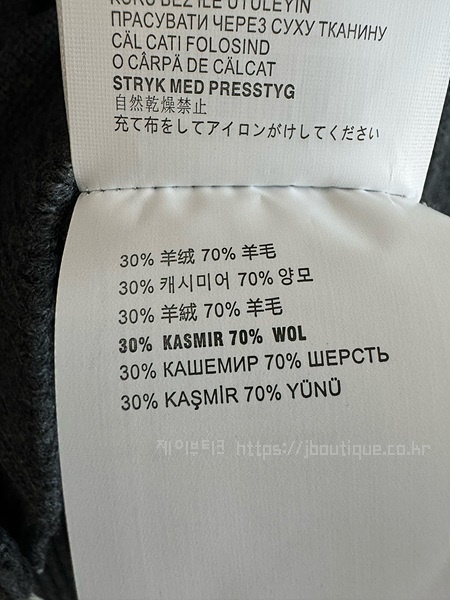 KURU BEZ İLE ÜTÜLEYİN
ПРАСУВАТИ ЧЕРЕЗ СУХУ ТКАНИНУ
CĂL CATI FOLOSIND
O CÂRPĂ DE CĂLCAT
STRYK MED PRESSTYG
自然乾燥禁止
充て布をしてアイロンがけしてください
30% 羊绒 70% 羊毛
30% 캐시미어 70% 양모
30% 羊絨 70% 羊毛
30% KASMIR 70% WOL
30% КАШЕМИР 70% ШЕРСТЬ
30% KAŞMİR 70% YÜNÜ
제이브티크 https://jboutique.co.kr